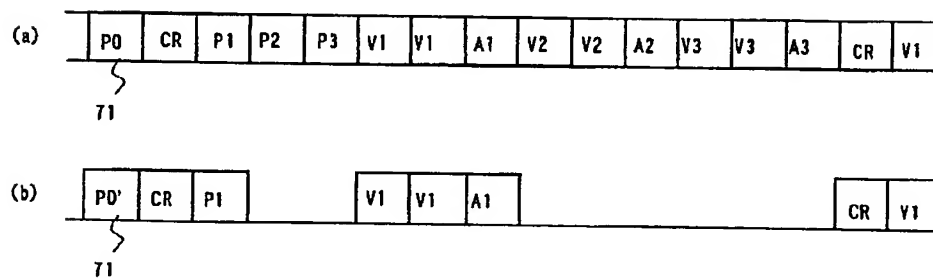 (a) P0 CR P1 P2 P3 V1 V1 A1 V2 V2 A2 V3 V3 A3 CR V1
71
(b) P0' CR P1 V1 V1 A1 CR V1
71